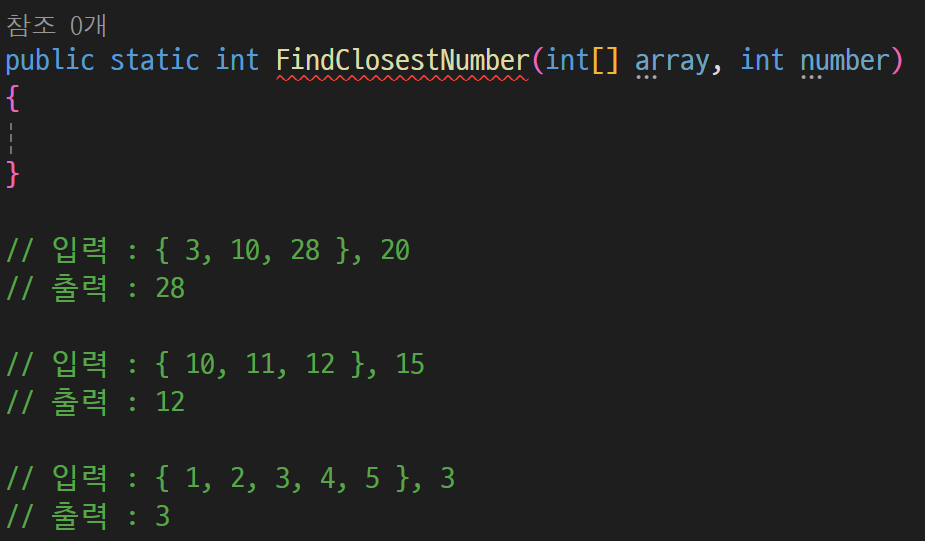 참조 0개
public static int FindClosestNumber(int[] array, int number)
{
}
// 입력 : { 3, 10, 28 }, 20
// 출력 : 28
// 입력 : { 10, 11, 12 }, 15
// 출력 : 12
// 입력 : { 1, 2, 3, 4, 5 }, 3
// 출력 : 3